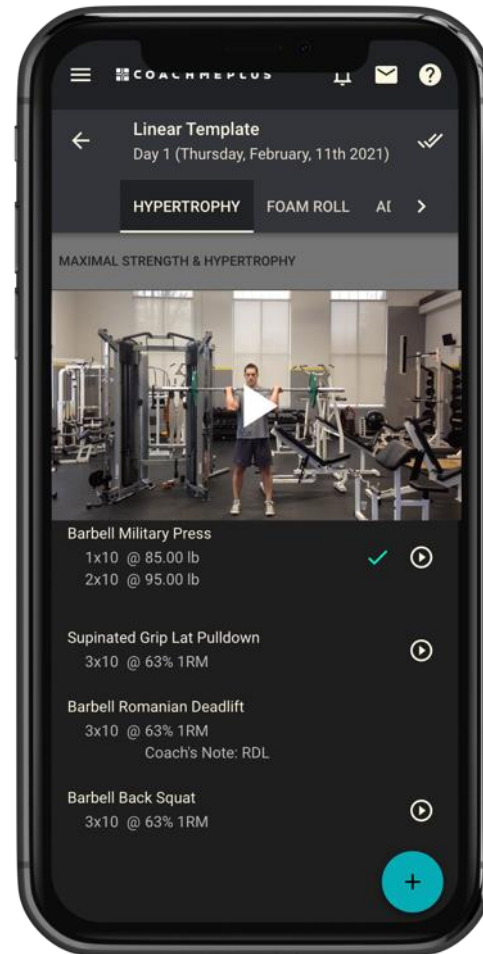 COACHMEPLUS
Linear Template
Day 1 (Thursday, February, 11th 2021)
HYPERTROPHY FOAM ROLL
MAXIMAL STRENGTH & HYPERTROPHY
Barbell Military Press
1x10 @ 85.00 lb
2x10 @ 95.00 lb
Supinated Grip Lat Pulldown
3x10 @ 63% 1RM
Barbell Romanian Deadlift
3x10 @ 63% 1RM
Coach's Note: RDL
Barbell Back Squat
3x10 @ 63% 1RM